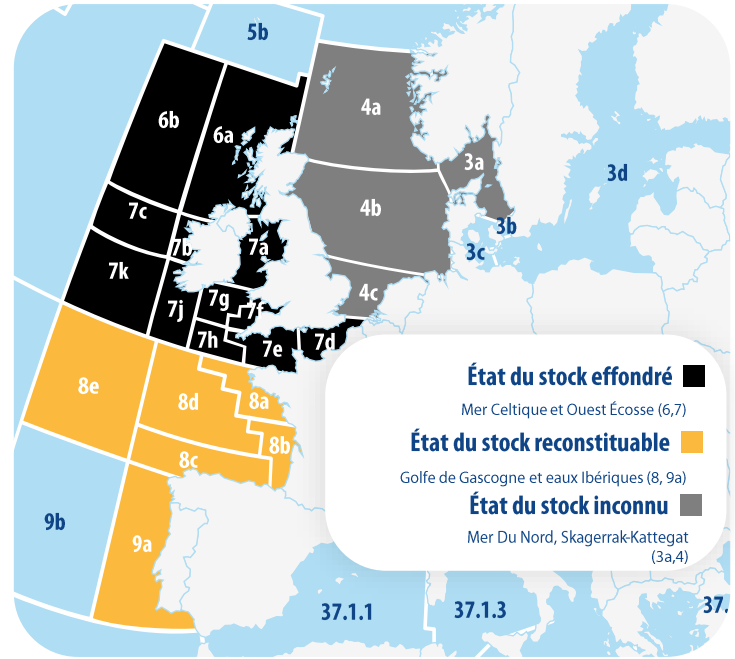 5b
6b
6a
4a
3a
3d
7c
4b
7b
7a
3b
3c
7k
7j
7g
7f
4c
7h
7e
7d
8e
8d
8a
8b
8c
9b
9a
État du stock effondré
Mer Celtique et Ouest Écosse (6,7)
État du stock reconstituable
Golfe de Gascogne et eaux Ibériques (8, 9a)
État du stock inconnu
Mer Du Nord, Skagerrak-Kattegat
(3a,4)
37.1.1
37.1.3
37.